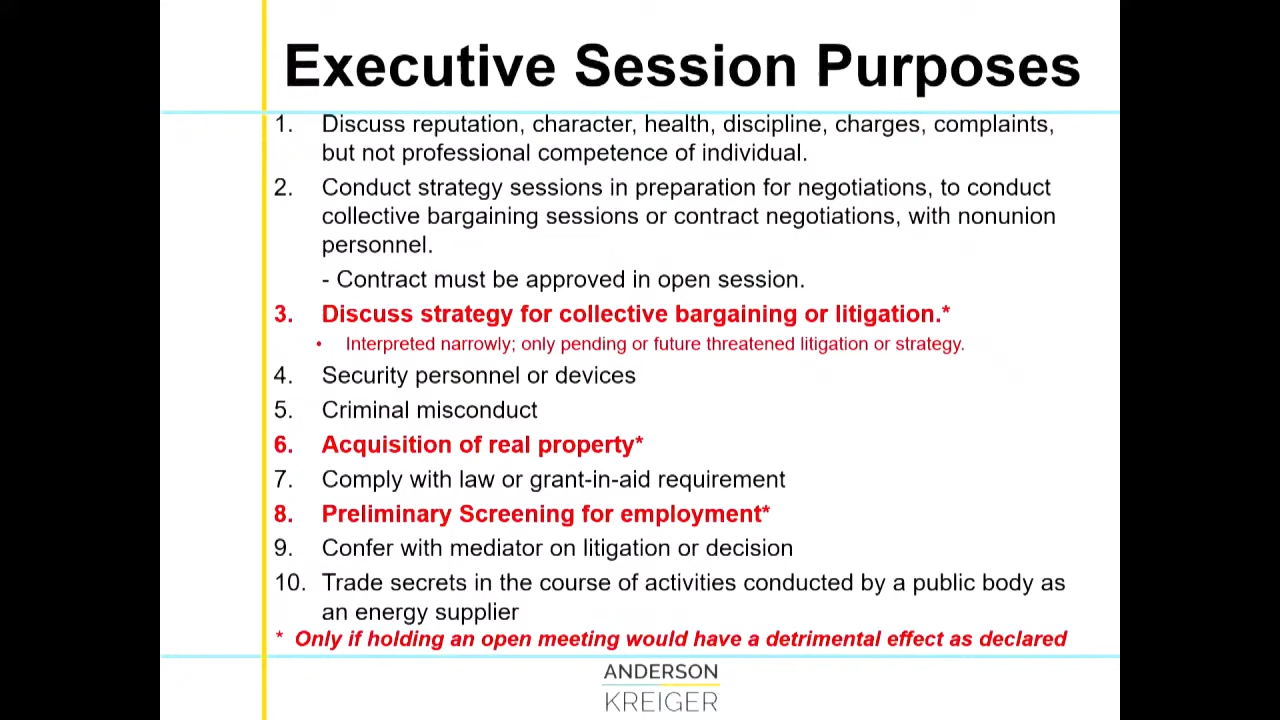 Executive Session Purposes
1. Discuss reputation, character, health, discipline, charges, complaints,
but not professional competence of individual.
2. Conduct strategy sessions in preparation for negotiations, to conduct
collective bargaining sessions or contract negotiations, with nonunion
personnel.
- Contract must be approved in open session.
3. Discuss strategy for collective bargaining or litigation.*
• Interpreted narrowly; only pending or future threatened litigation or strategy.
4. Security personnel or devices
5. Criminal misconduct
6. Acquisition of real property*
7. Comply with law or grant-in-aid requirement
8. Preliminary Screening for employment*
9. Confer with mediator on litigation or decision
10. Trade secrets in the course of activities conducted by a public body as
an energy supplier
* Only if holding an open meeting would have a detrimental effect as declared
ANDERSON
KREIGER